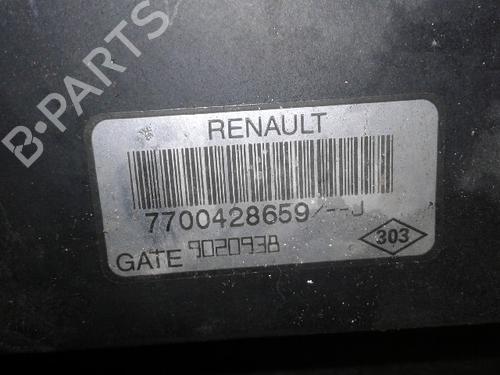 B-PARTS
RENAULT
7700428659/--J
GATE 9020938
303